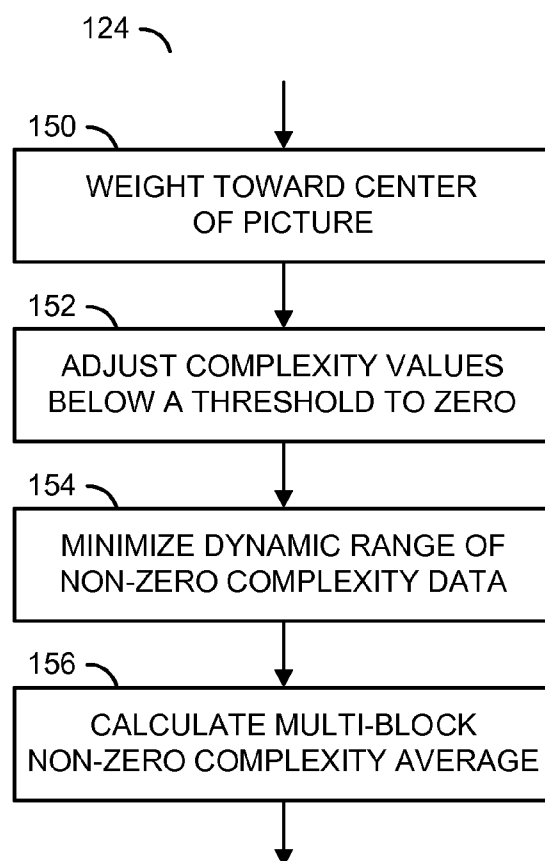 124
150
WEIGHT TOWARD CENTER
OF PICTURE
152
ADJUST COMPLEXITY VALUES
BELOW A THRESHOLD TO ZERO
154
MINIMIZE DYNAMIC RANGE OF
NON-ZERO COMPLEXITY DATA
156
CALCULATE MULTI-BLOCK
NON-ZERO COMPLEXITY AVERAGE